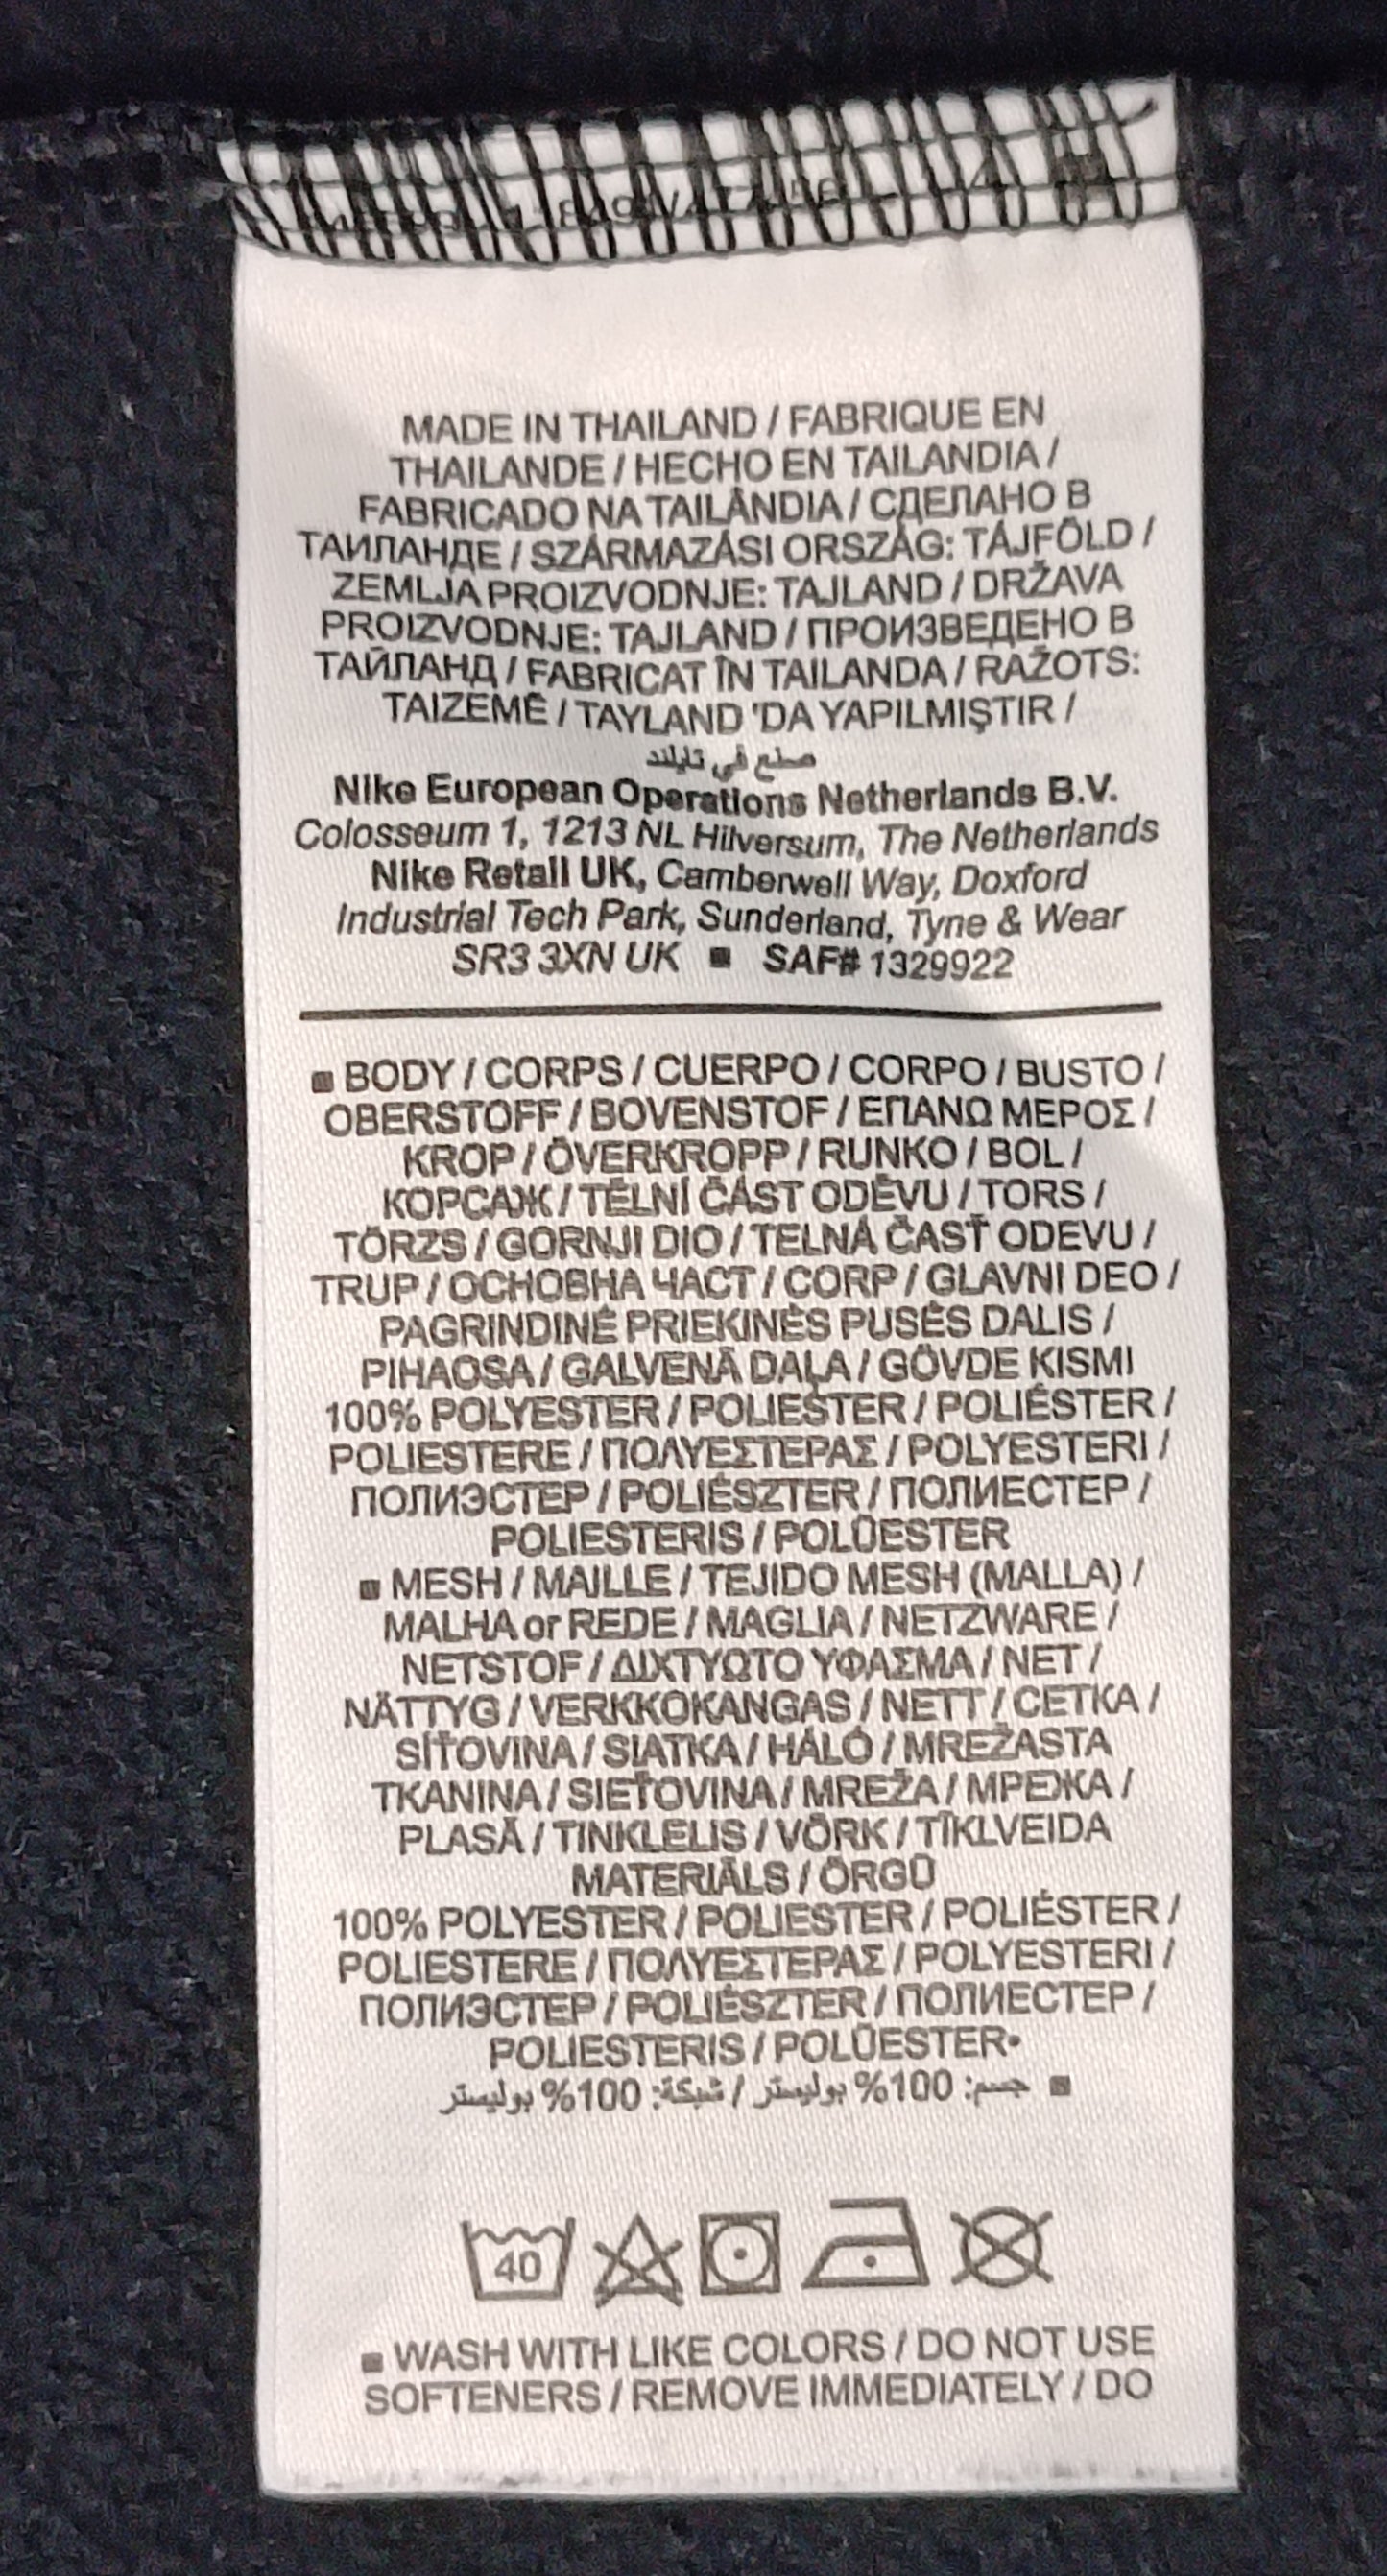 MADE IN THAILAND / FABRIQUE EN
THAILANDE / HECHO EN TAILANDIA /
FABRICADO NA TAILÂNDIA / СДЕЛАНО В
ТАИЛАНДЕ / SZÁRMAZÁSI ORSZÁG: TÁJFÖLD /
ZEMLJA PROIZVODNJE: TAJLAND / DRŽAVA
PROIZVODNJE: TAJLAND / ПРОИЗВЕДЕНО В
ТАЙЛАНД / FABRICAT ÎN TAILANDA / RAŽOTS:
TAIZEMĒ / TAYLAND 'DA YAPILMIŞTIR /
صنع في تايلند
Nike European Operations Netherlands B.V.
Colosseum 1, 1213 NL Hilversum, The Netherlands
Nike Retail UK, Camberwell Way, Doxford
Industrial Tech Park, Sunderland, Tyne & Wear
SR3 3XN UK ▪ SAF# 1329922
▪ BODY / CORPS / CUERPO / CORPO / BUSTO /
OBERSTOFF / BOVENSTOF / ΕΠΑΝΩ ΜΕΡΟΣ /
KROP / ÖVERKROPP / RUNKO / BOL /
КОРСАЖ / TĚLNÍ ČÁST ODĚVU / TORS /
TÖRZS / GORNJI DIO / TELNÁ ČASŤ ODEVU /
TRUP / ОСНОВНА ЧАСТ / CORP / GLAVNI DEO /
PAGRINDINĖ PRIEKINĖS PUSĖS DALIS /
PIHAOSA / GALVENĀ DAĻA / GÖVDE KISMI
100% POLYESTER / POLIESTER / POLIÉSTER /
POLIESTERE / ΠΟΛΥΕΣΤΕΡΑΣ / POLYESTERI /
ПОЛИЭСТЕР / POLIÉSZTER / ПОЛИЕСТЕР /
POLIESTERIS / POLÜESTER
▪ MESH / MAILLE / TEJIDO MESH (MALLA) /
MALHA or REDE / MAGLIA / NETZWARE /
NETSTOF / ΔΙΧΤΥΩΤΟ ΥΦΑΣΜΑ / NET /
NÄTTYG / VERKKOKANGAS / NETT / СЕТКА /
SÍŤOVINA / SIATKA / HÁLÓ / MREŽASTA
TKANINA / SIEŤOVINA / MREŽA / МРЕЖА /
PLASĂ / TINKLELIS / VÕRK / TĪKLVEIDA
MATERIĀLS / ÖRGÜ
100% POLYESTER / POLIESTER / POLIÉSTER /
POLIESTERE / ΠΟΛΥΕΣΤΕΡΑΣ / POLYESTERI /
ПОЛИЭСТЕР / POLIÉSZTER / ПОЛИЕСТЕР /
POLIESTERIS / POLÜESTER•
▪ جسم: 100% بوليستر / شبكة: 100% بوليستر
40
▪ WASH WITH LIKE COLORS / DO NOT USE
SOFTENERS / REMOVE IMMEDIATELY / DO